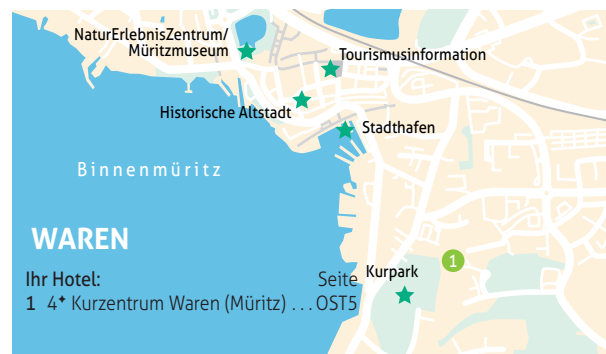 NaturErlebnisZentrum/
Müritzmuseum
Tourismusinformation
Historische Altstadt
Stadthafen
Binnenmüritz
WAREN
Kurpark
1
Ihr Hotel: Seite
1 4✦ Kurzentrum Waren (Müritz) ... OST5